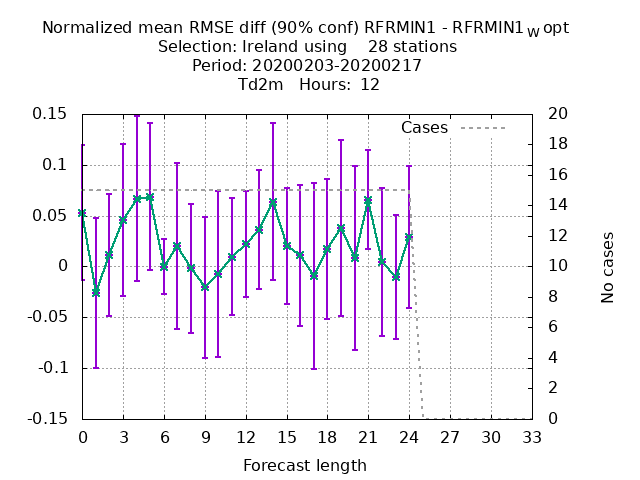 Normalized mean RMSE diff (90% conf) RFRMIN1 - RFRMIN1wopt
Selection: Ireland using    28 stations
Period: 20200203-20200217
Td2m   Hours:  12
Cases
0.15
0.1
0.05
0
-0.05
-0.1
-0.15
20
18
16
14
12
10
8
6
4
2
0
No cases
0 3 6 9 12 15 18 21 24 27 30 33
Forecast length